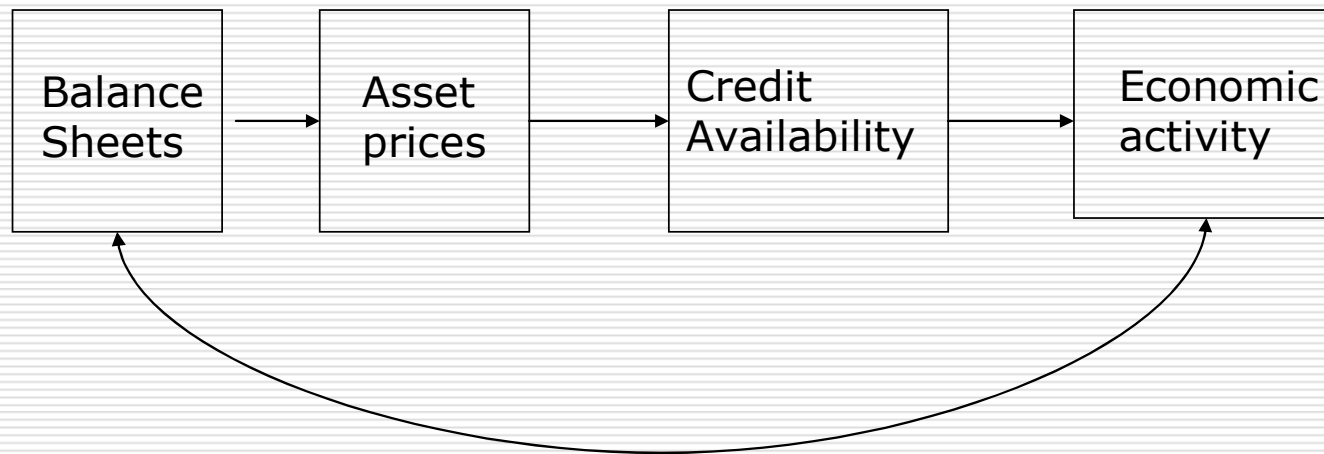 Balance
Sheets
Asset
prices
Credit
Availability
Economic
activity